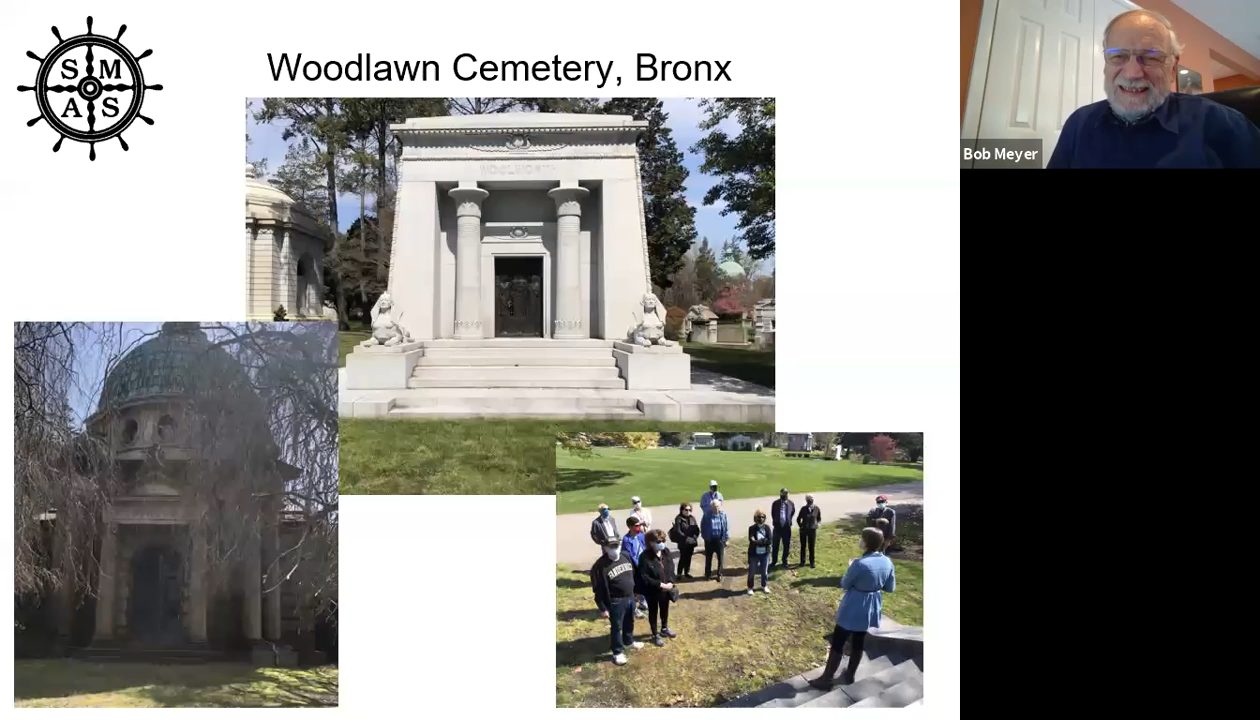 S M
A S
Woodlawn Cemetery, Bronx
WOOLWORTH
Bob Meyer